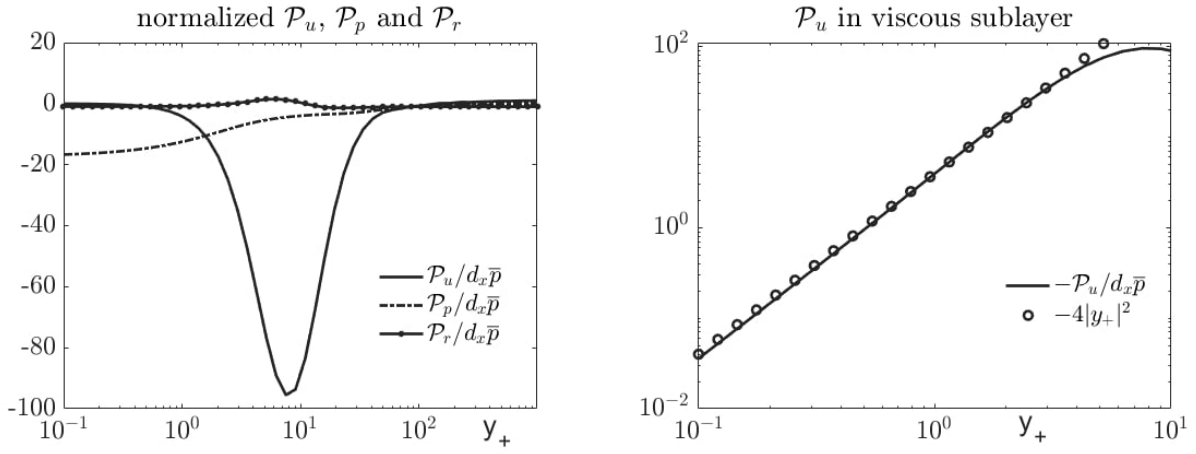 normalized 𝒫_u, 𝒫_p and 𝒫_r
20
0
-20
-40
-60
-80
-100
10^-1
10^0
10^1
10^2
y_+
𝒫_u/d_x p̅
𝒫_p/d_x p̅
𝒫_r/d_x p̅
𝒫_u in viscous sublayer
10^2
10^0
10^-2
10^-1
10^0
10^1
y_+
−𝒫_u/d_x p̅
−4|y_+|^2